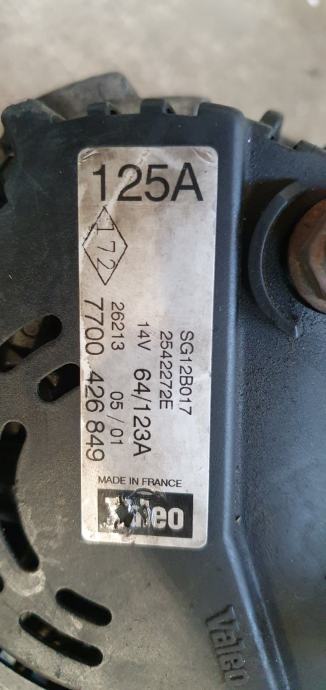 125A
172
SG12B017
2542272E
14V 64/123A
26213 05/01
7700 426 849
MADE IN FRANCE
Valeo
Valeo